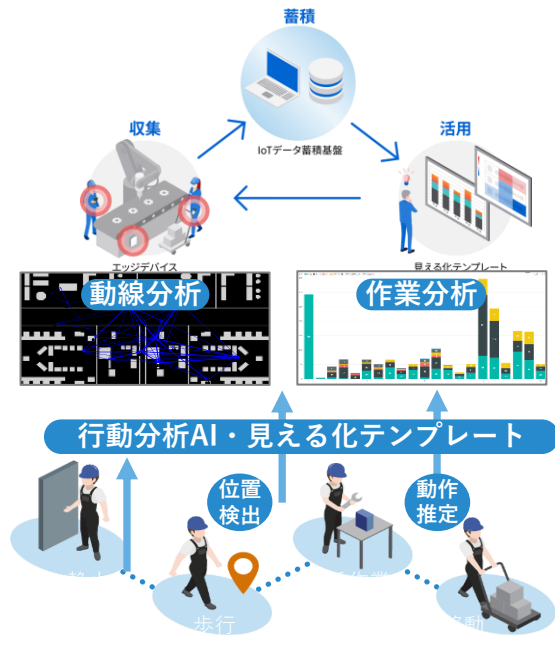 蓄積
収集
活用
IoTデータ蓄積基盤
エッジデバイス
見える化テンプレート
動線分析
作業分析
行動分析AI・見える化テンプレート
位置
検出
動作
推定
歩行
移動